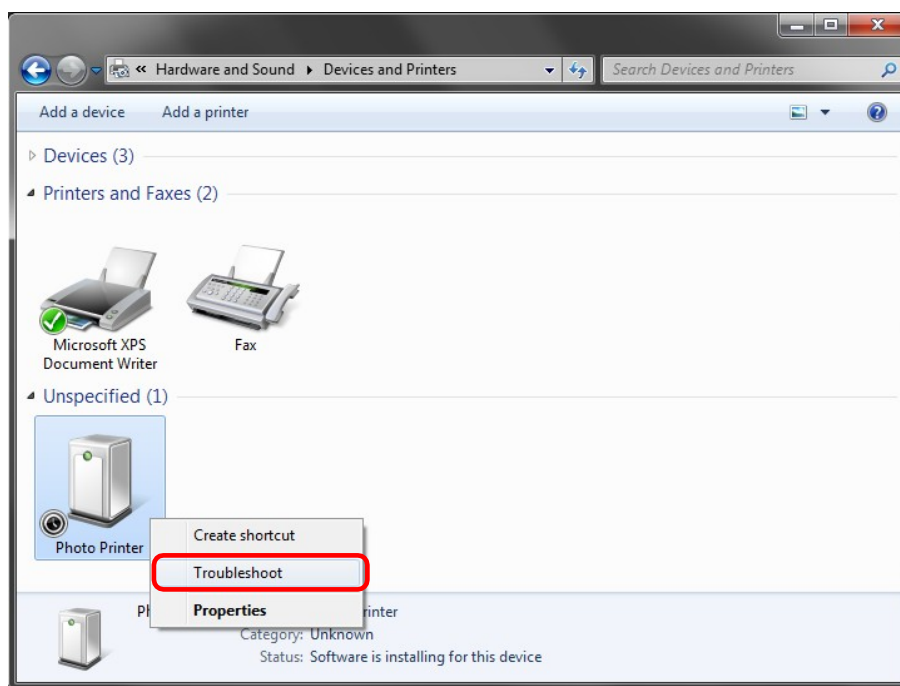 « Hardware and Sound ▸ Devices and Printers
Search Devices and Printers
Add a device Add a printer
Devices (3)
Printers and Faxes (2)
Microsoft XPS
Document Writer
Fax
Unspecified (1)
Photo Printer
Create shortcut
Troubleshoot
Properties
Category: Unknown
Status: Software is installing for this device